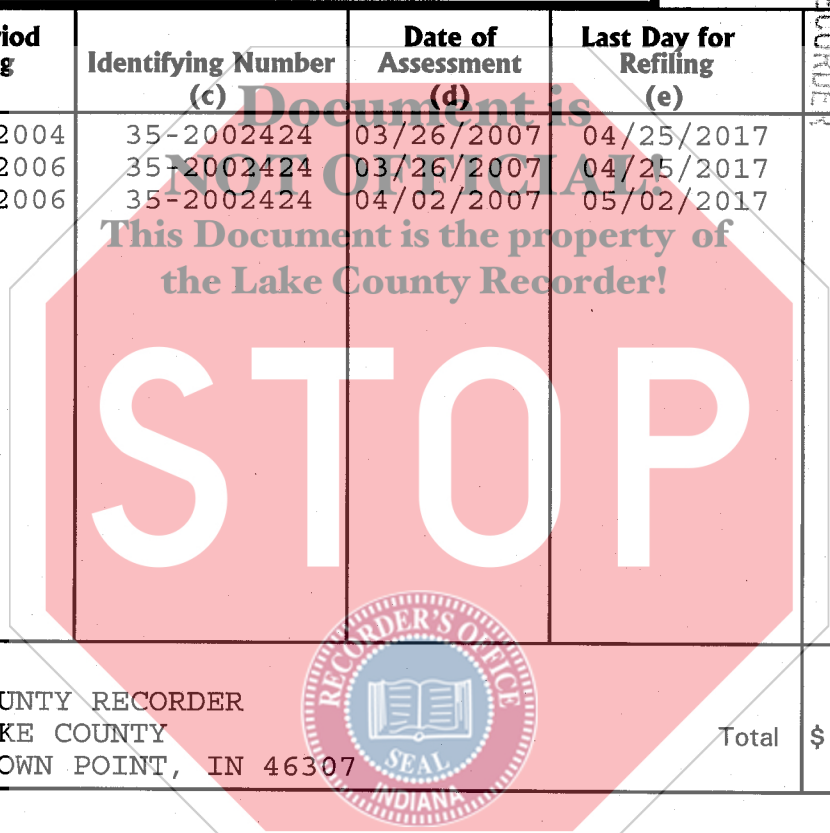 iod Date of Last Day for
g Identifying Number Assessment Refiling
(c) (d) (e)
Document is
2004 35-2002424 03/26/2007 04/25/2017
2006 35-2002424 03/26/2007 04/25/2017
NOT OFFICIAL!
2006 35-2002424 04/02/2007 05/02/2017
This Document is the property of
the Lake County Recorder!
STOP
RECORDER'S OFFICE
SEAL
INDIANA
UNTY RECORDER
KE COUNTY
Total $
OWN POINT, IN 46307